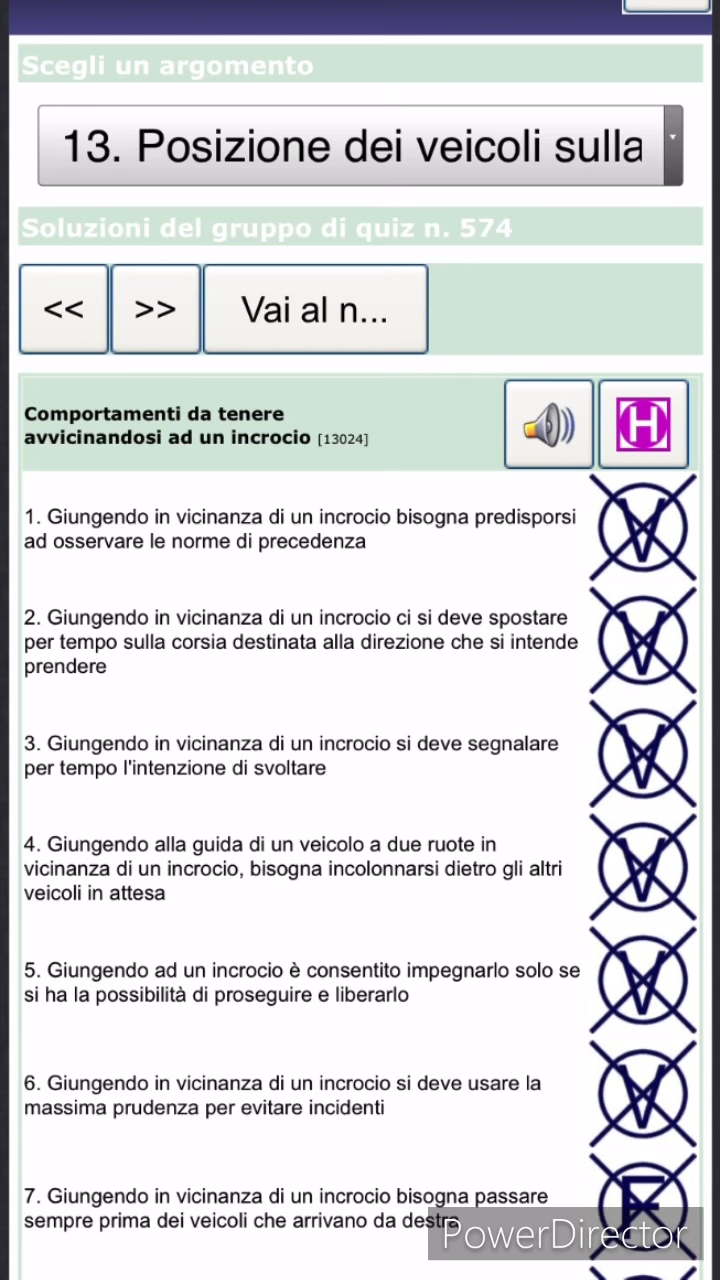 Scegli un argomento
13. Posizione dei veicoli sulla
Soluzioni del gruppo di quiz n. 574
<< >> Vai al n...
Comportamenti da tenere
avvicinandosi ad un incrocio [13024]
H
1. Giungendo in vicinanza di un incrocio bisogna predisporsi
ad osservare le norme di precedenza
V
2. Giungendo in vicinanza di un incrocio ci si deve spostare
per tempo sulla corsia destinata alla direzione che si intende
prendere
V
3. Giungendo in vicinanza di un incrocio si deve segnalare
per tempo l'intenzione di svoltare
V
4. Giungendo alla guida di un veicolo a due ruote in
vicinanza di un incrocio, bisogna incolonnarsi dietro gli altri
veicoli in attesa
V
5. Giungendo ad un incrocio è consentito impegnarlo solo se
si ha la possibilità di proseguire e liberarlo
V
6. Giungendo in vicinanza di un incrocio si deve usare la
massima prudenza per evitare incidenti
V
7. Giungendo in vicinanza di un incrocio bisogna passare
sempre prima dei veicoli che arrivano da destra
F
PowerDirector